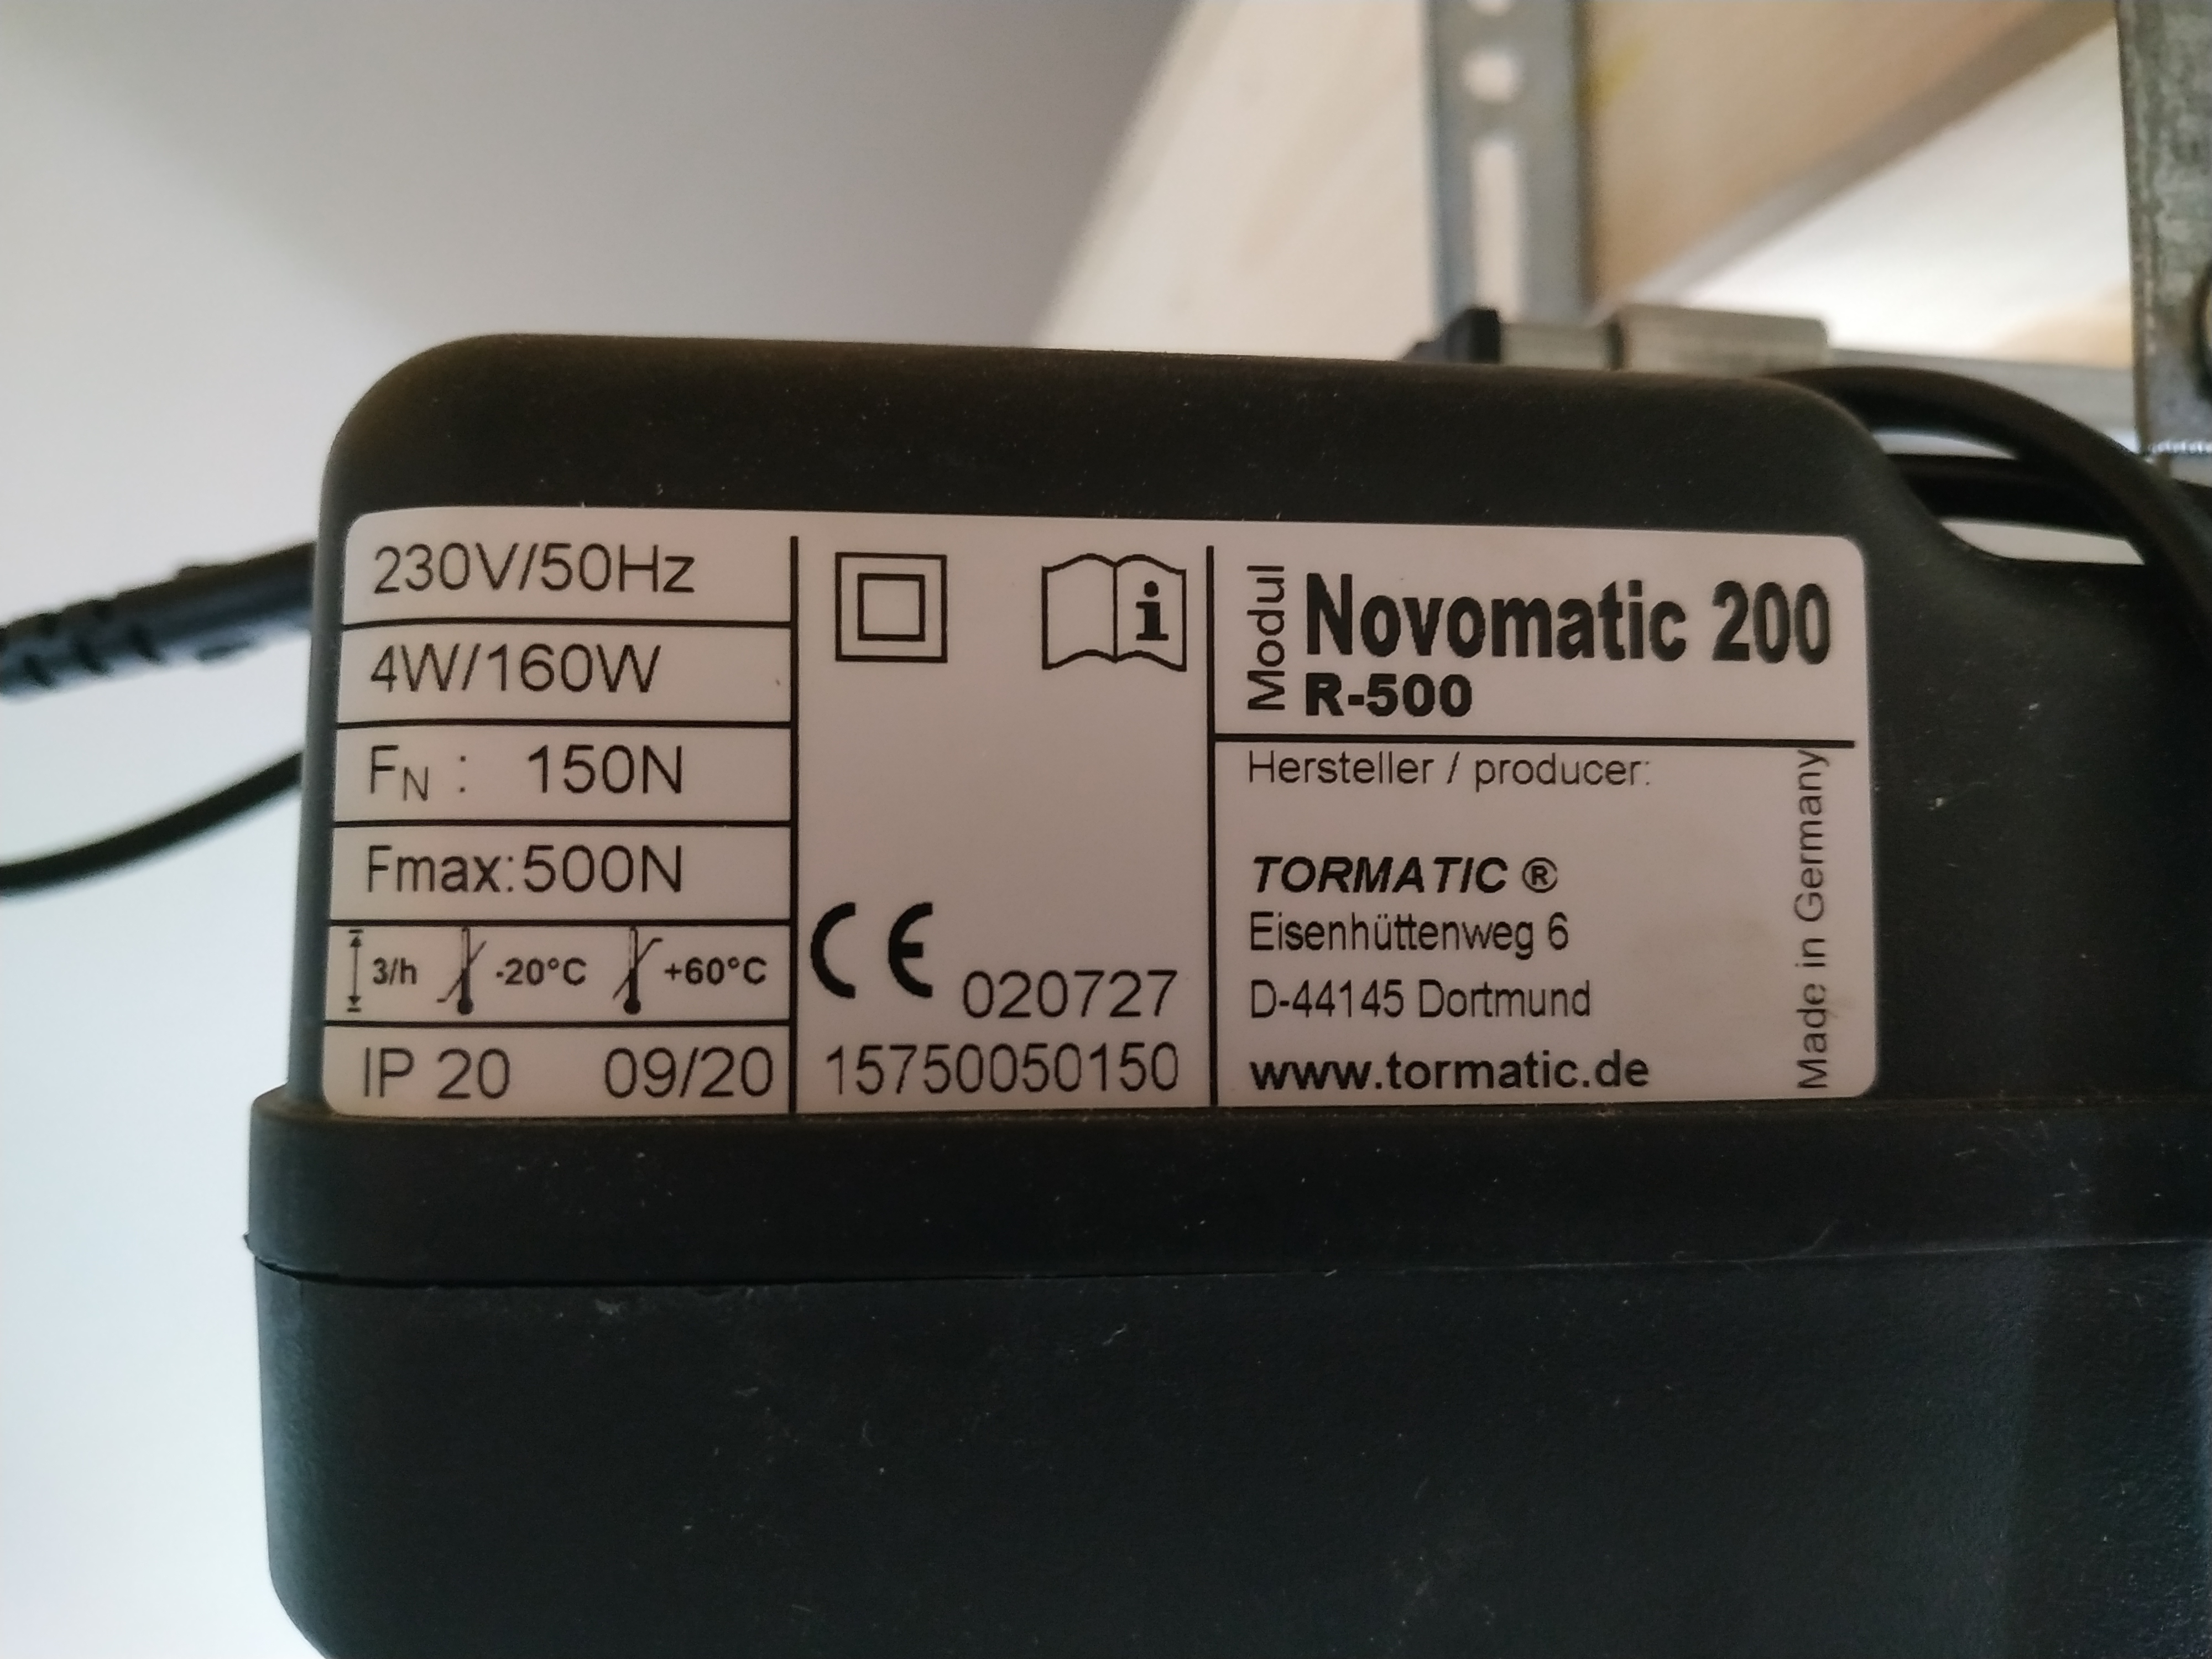 230V/50Hz
4W/160W
FN : 150N
Fmax:500N
3/h -20°C +60°C
IP 20 09/20
i
CE 020727
15750050150
Modul
Novomatic 200
R-500
Hersteller / producer:
TORMATIC ®
Eisenhüttenweg 6
D-44145 Dortmund
www.tormatic.de
Made in Germany